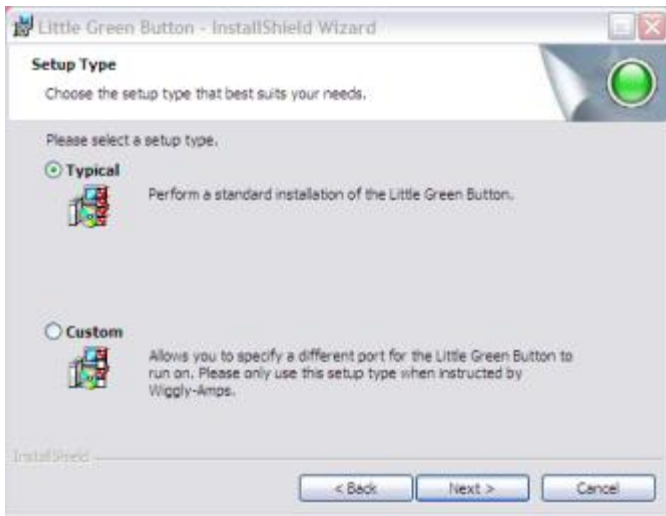 Little Green Button - InstallShield Wizard
Setup Type
Choose the setup type that best suits your needs.
Please select a setup type.
Typical
Perform a standard installation of the Little Green Button.
Custom
Allows you to specify a different port for the Little Green Button to
run on. Please only use this setup type when instructed by
Wiggly-Amps.
InstallShield
< Back
Next >
Cancel